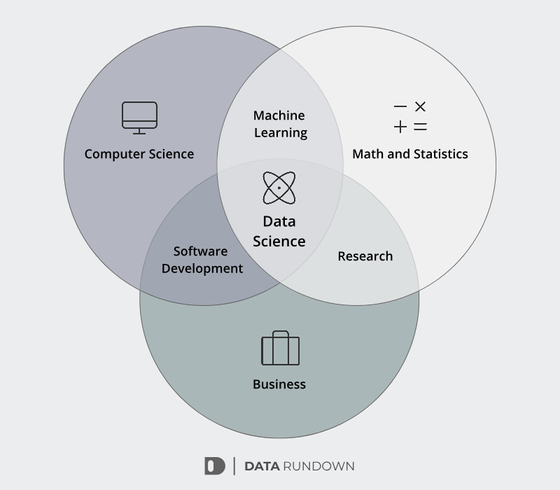 Machine
Learning
Computer Science
Math and Statistics
Data
Science
Software
Development
Research
Business
DATA RUNDOWN